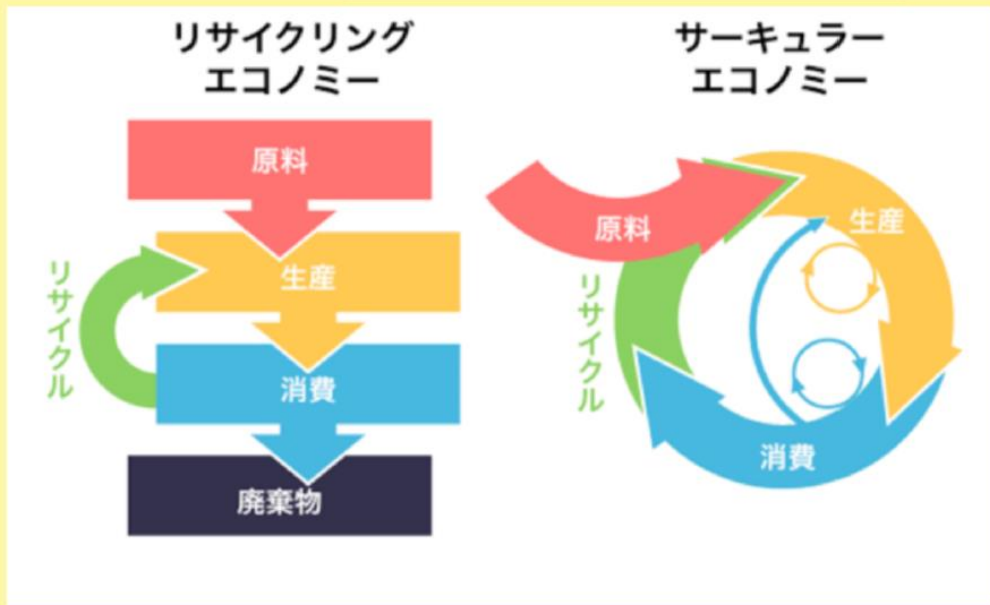 リサイクリング
エコノミー
原料
生産
リサイクル
消費
廃棄物
サーキュラー
エコノミー
原料
生産
リサイクル
消費